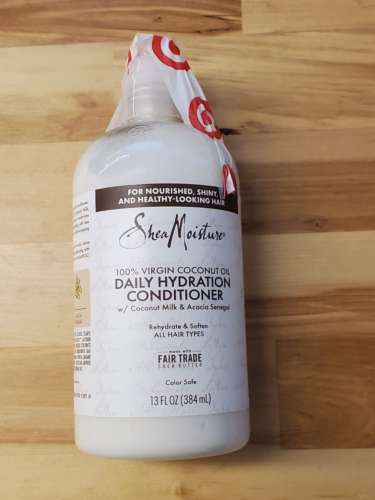 FOR NOURISHED, SHINY,
AND HEALTHY-LOOKING HAIR
SheaMoisture®
100% VIRGIN COCONUT OIL
DAILY HYDRATION
CONDITIONER
w/ Coconut Milk & Acacia Senegal
Rehydrate & Soften
ALL HAIR TYPES
made with
FAIR TRADE
SHEA BUTTER
Color Safe
13 FL OZ (384 mL)